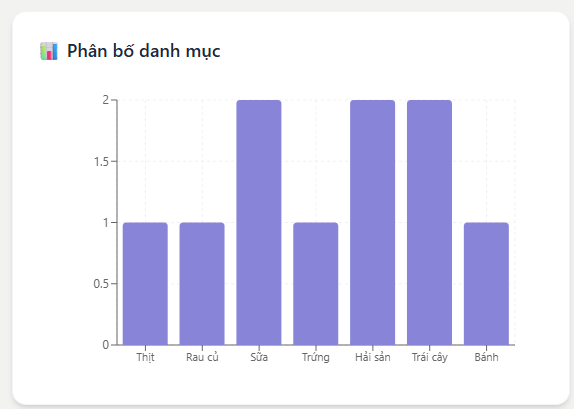 📊 Phân bố danh mục
2
1.5
1
0.5
0
Thịt Rau củ Sữa Trứng Hải sản Trái cây Bánh